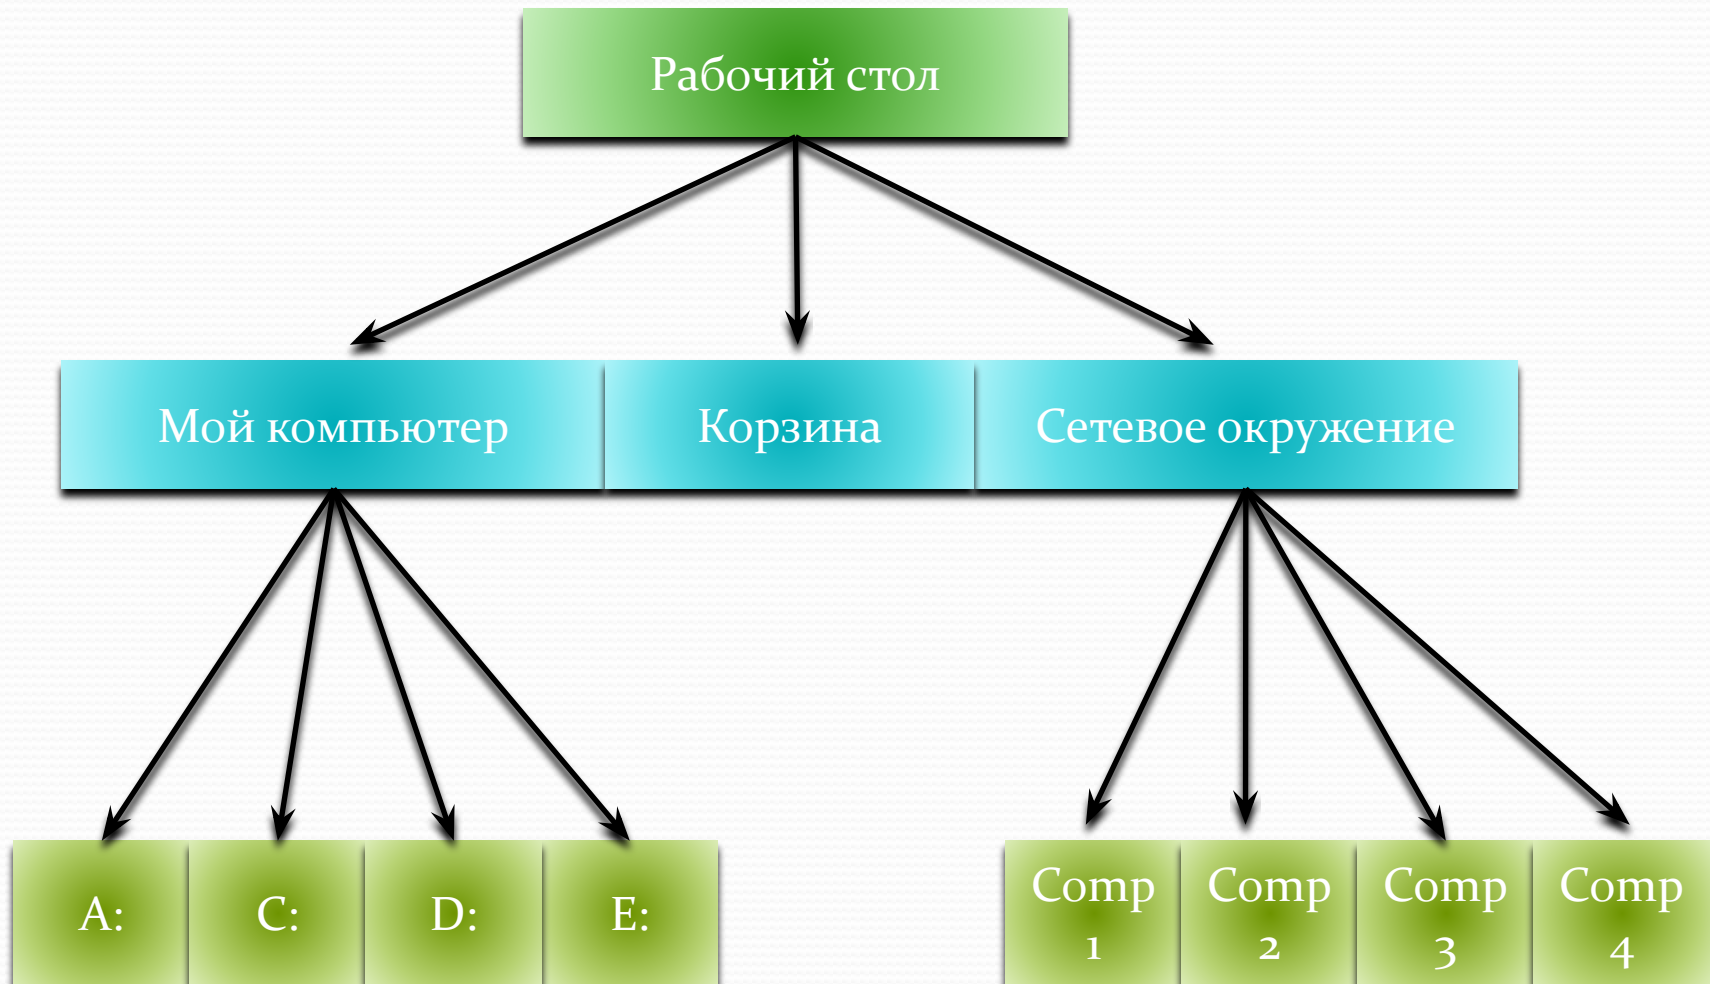 Рабочий стол
Мой компьютер
Корзина
Сетевое окружение
A:
C:
D:
E:
Comp
1
Comp
2
Comp
3
Comp
4